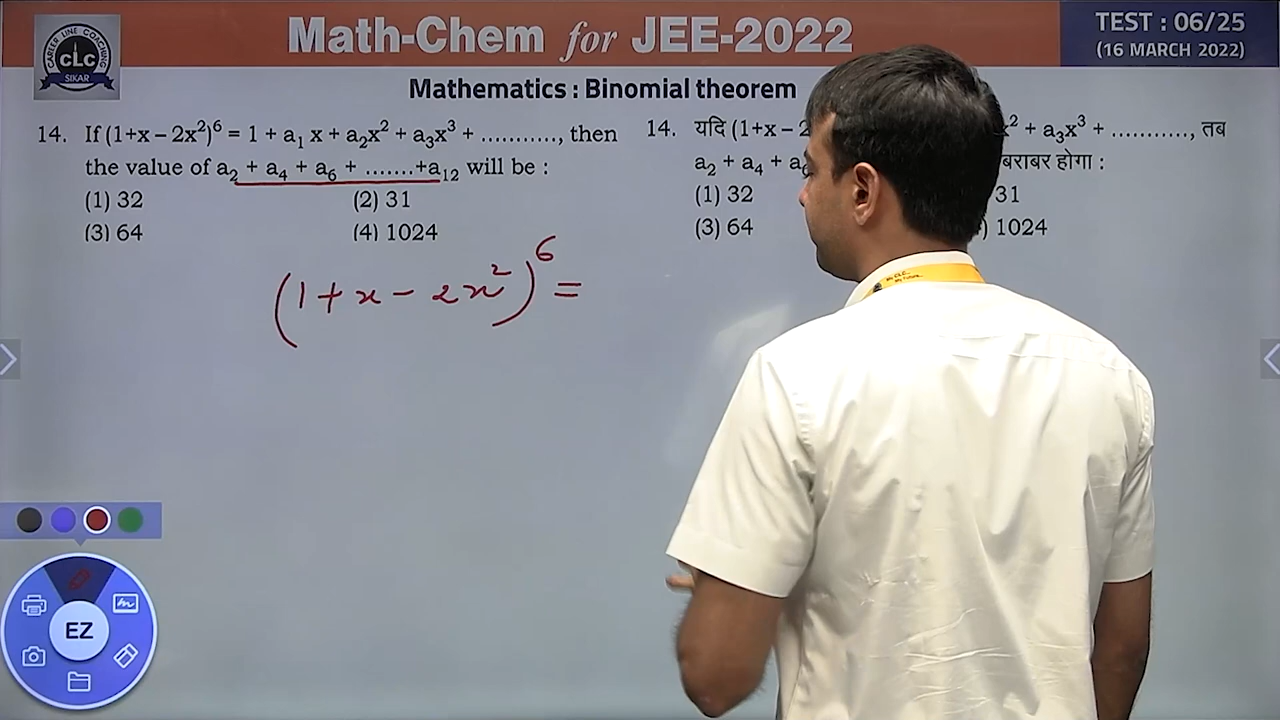 CAREER LINE COACHING
CLC
SIKAR
Math-Chem for JEE-2022
TEST : 06/25
(16 MARCH 2022)
Mathematics : Binomial theorem
14. If (1+x – 2x²)⁶ = 1 + a₁ x + a₂x² + a₃x³ + ..........., then
the value of a₂ + a₄ + a₆ + .......+a₁₂ will be :
(1) 32 (2) 31
(3) 64 (4) 1024
14. यदि (1+x – 2 x² + a₃x³ + ..........., तब
a₂ + a₄ + a₆ बराबर होगा :
(1) 32 31
(3) 64 ) 1024
(1 + x - 2x²)⁶ =
EZ